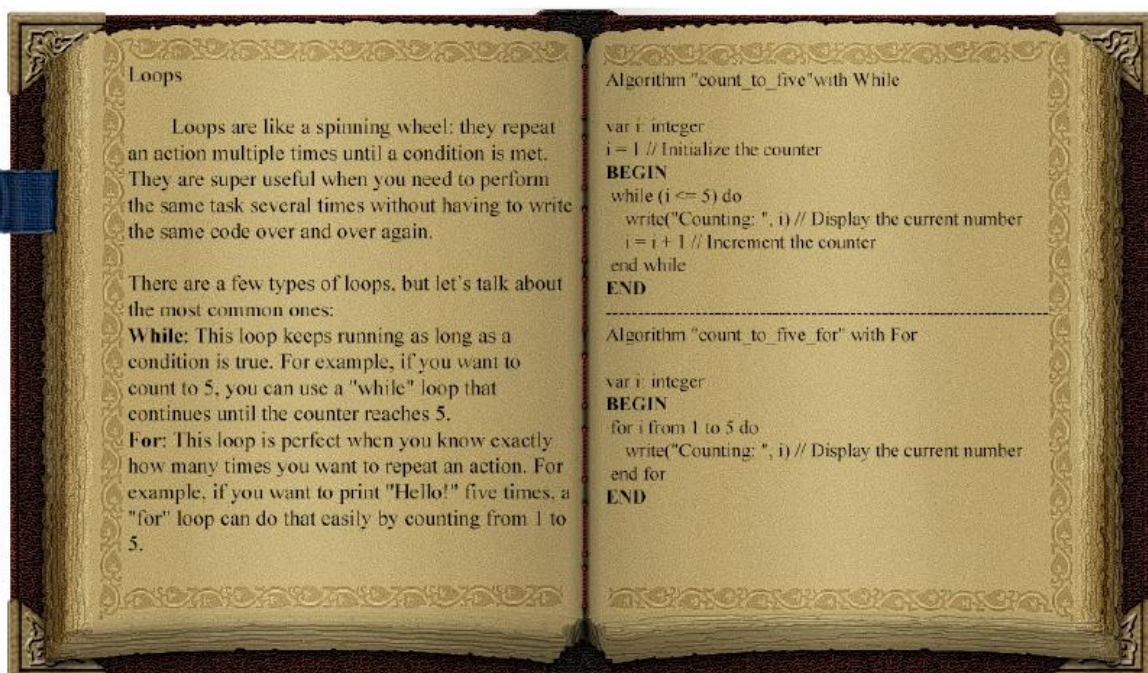 Loops
Loops are like a spinning wheel: they repeat
an action multiple times until a condition is met.
They are super useful when you need to perform
the same task several times without having to write
the same code over and over again.
There are a few types of loops, but let's talk about
the most common ones:
While: This loop keeps running as long as a
condition is true. For example, if you want to
count to 5, you can use a "while" loop that
continues until the counter reaches 5.
For: This loop is perfect when you know exactly
how many times you want to repeat an action. For
example, if you want to print "Hello!" five times, a
"for" loop can do that easily by counting from 1 to
5.
Algorithm "count_to_five"with While
var i: integer
i = 1 // Initialize the counter
BEGIN
while (i <= 5) do
write("Counting: ", i) // Display the current number
i = i + 1 // Increment the counter
end while
END
--------------------------------------------------------------------------------
Algorithm "count_to_five_for" with For
var i: integer
BEGIN
for i from 1 to 5 do
write("Counting: ", i) // Display the current number
end for
END